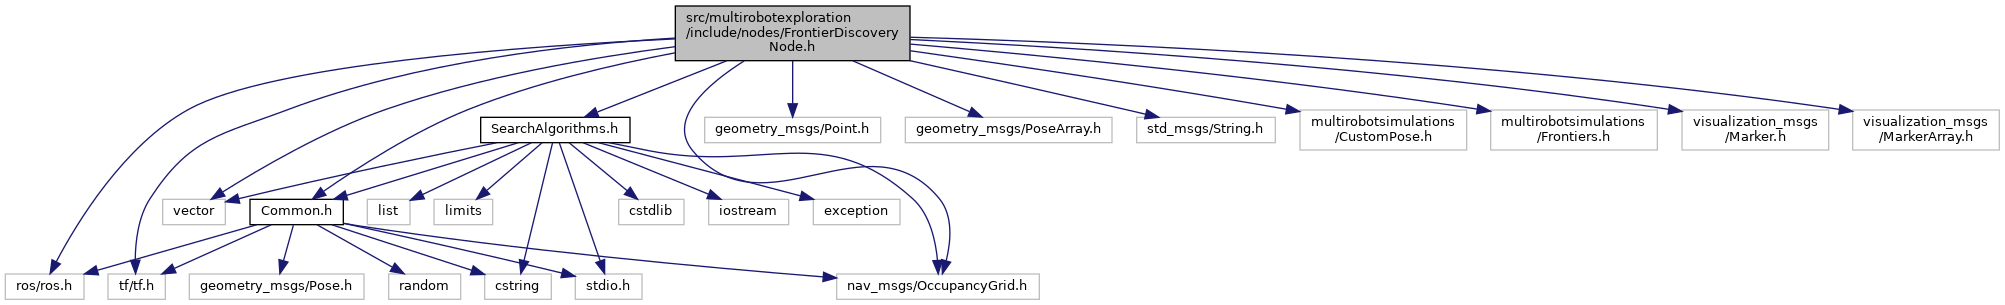 src/multirobotexploration
/include/nodes/FrontierDiscovery
Node.h
SearchAlgorithms.h
geometry_msgs/Point.h
geometry_msgs/PoseArray.h
std_msgs/String.h
multirobotsimulations
/CustomPose.h
multirobotsimulations
/Frontiers.h
visualization_msgs
/Marker.h
visualization_msgs
/MarkerArray.h
vector
Common.h
list
limits
cstdlib
iostream
exception
ros/ros.h
tf/tf.h
geometry_msgs/Pose.h
random
cstring
stdio.h
nav_msgs/OccupancyGrid.h